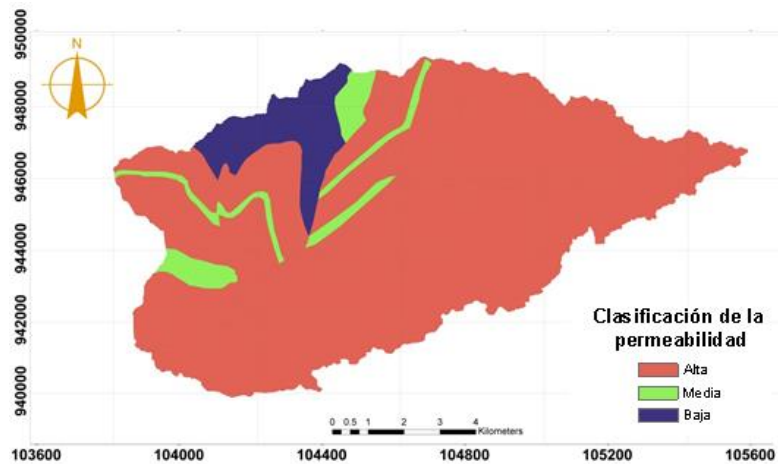 N
950000
948000
946000
944000
942000
940000
Clasificación de la
permeabilidad
Alta
Media
Baja
0 0.5 1 2 3 4
Kilometers
103600 104000 104400 104800 105200 105600